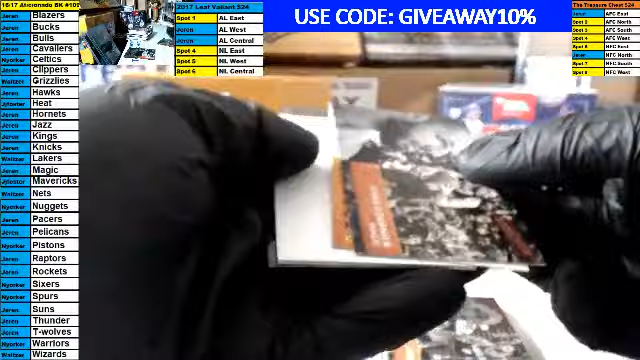 16-17 Aficionado BK #109
Jeren Blazers
Jeren Bucks
Jeren Bulls
Jeren Cavaliers
Nyorker Celtics
Jeren Clippers
Waltzer Grizzlies
Jeren Hawks
Jyfoster Heat
Jeren Hornets
Jeren Jazz
Jeren Kings
Jeren Knicks
Waltzer Lakers
Jeren Magic
Jyfoster Mavericks
Waltzer Nets
Nyorker Nuggets
Jeren Pacers
Jeren Pelicans
Nyorker Pistons
Jeren Raptors
Jeren Rockets
Nyorker Sixers
Nyorker Spurs
Jeren Suns
Jeren Thunder
Jeren T-wolves
Nyorker Warriors
Waltzer Wizards
2017 Leaf Valiant $24
Spot 1 AL East
Jeren AL West
Jeren AL Central
Spot 4 NL East
Spot 5 NL West
Spot 6 NL Central
USE CODE: GIVEAWAY10%
The Treasure Chest $24
Jeren AFC East
Spot 2 AFC North
Spot 3 AFC South
Spot 4 AFC West
Spot 5 NFC East
Jeren NFC North
Spot 7 NFC South
Spot 8 NFC West